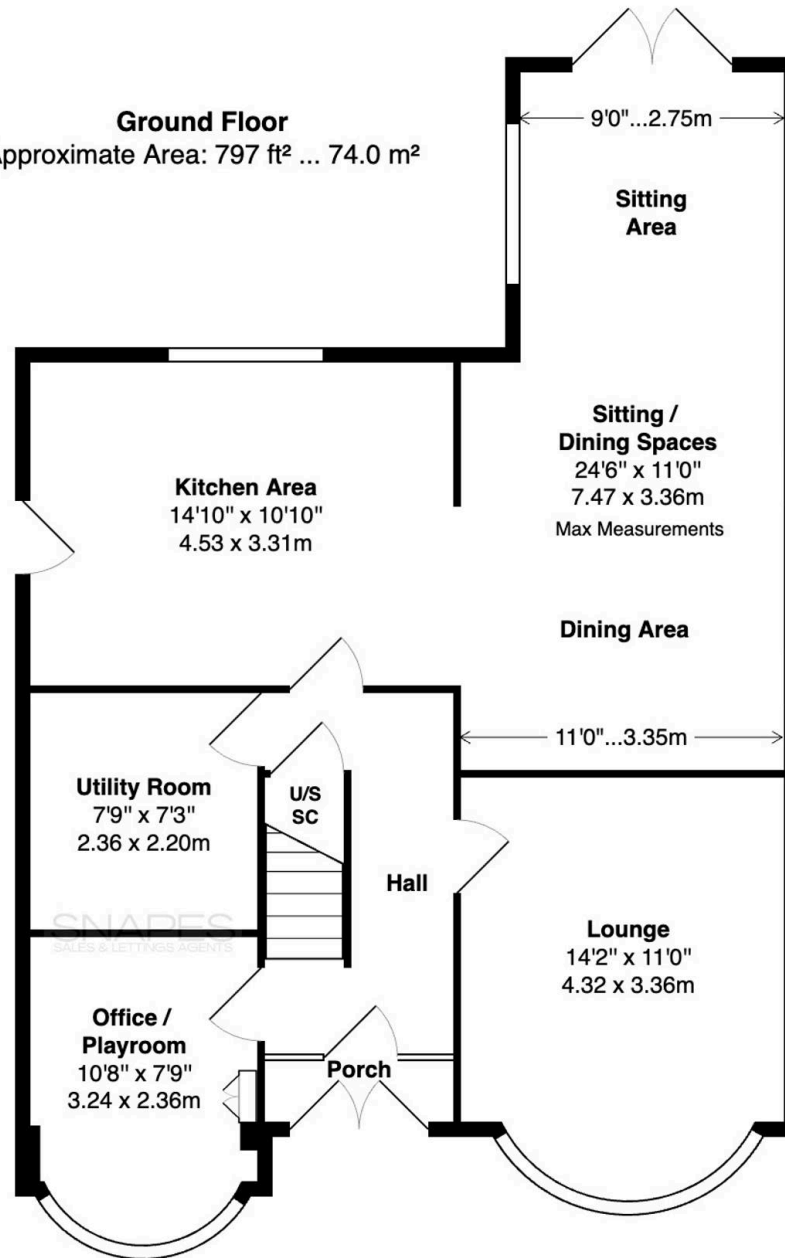 Ground Floor
Approximate Area: 797 ft² ... 74.0 m²
9'0"...2.75m
Sitting
Area
Sitting /
Dining Spaces
24'6" x 11'0"
7.47 x 3.36m
Max Measurements
Kitchen Area
14'10" x 10'10"
4.53 x 3.31m
Dining Area
11'0"...3.35m
Utility Room
7'9" x 7'3"
2.36 x 2.20m
U/S
SC
Hall
SNAPES
SALES & LETTINGS AGENTS
Lounge
14'2" x 11'0"
4.32 x 3.36m
Office /
Playroom
10'8" x 7'9"
3.24 x 2.36m
Porch